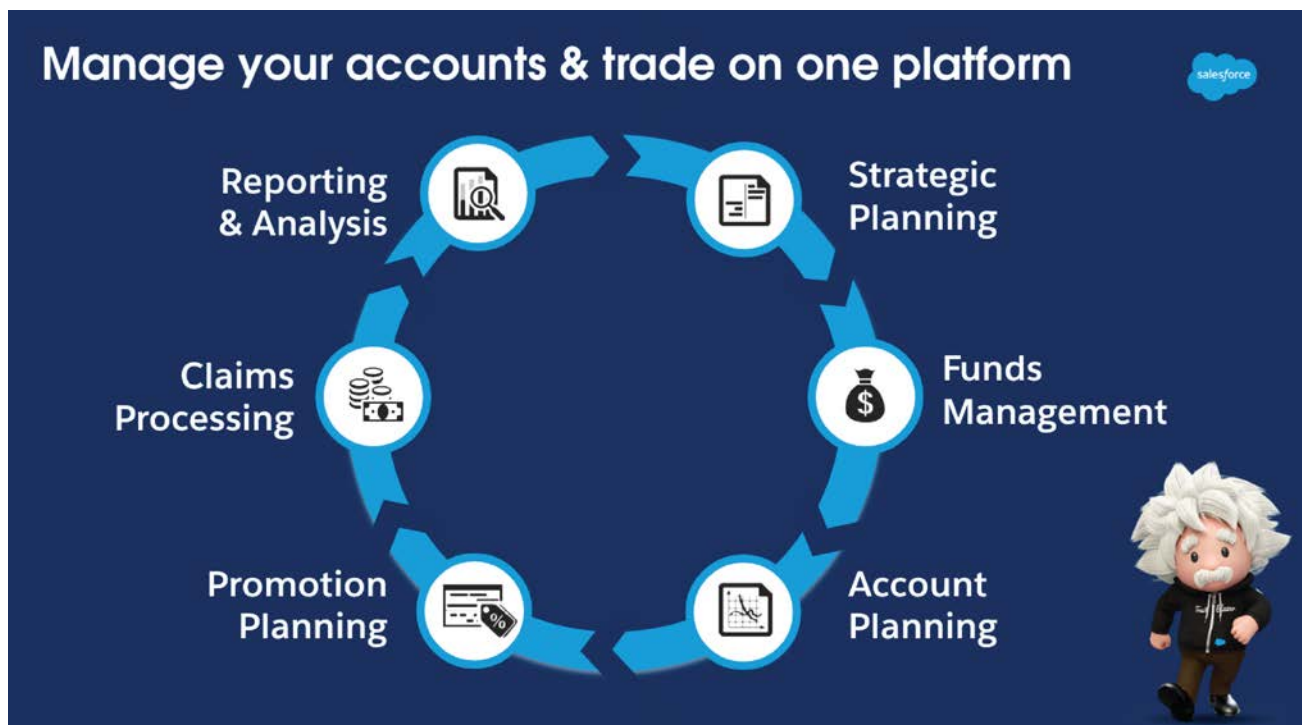 Manage your accounts & trade on one platform
salesforce
Reporting
& Analysis
Strategic
Planning
Claims
Processing
Funds
Management
$
Promotion
Planning
%
Account
Planning